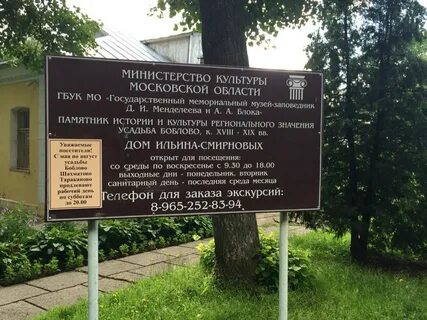 МИНИСТЕРСТВО КУЛЬТУРЫ
МОСКОВСКОЙ ОБЛАСТИ
ГБУК МО «Государственный мемориальный музей-заповедник
Д. И. Менделеева и А. А. Блока»
ПАМЯТНИК ИСТОРИИ И КУЛЬТУРЫ РЕГИОНАЛЬНОГО ЗНАЧЕНИЯ
УСАДЬБА БОБЛОВО, к. XVIII - XIX вв.
ДОМ ИЛЬИНА-СМИРНОВЫХ
открыт для посещения:
со среды по воскресенье с 9.30 до 18.00
выходные дни - понедельник, вторник
санитарный день - последняя среда месяца
Телефон для заказа экскурсий:
8-965-252-83-94
Уважаемые
посетители!
С мая по август
усадьбы
Боблово
Шахматово
Тараканово
продлевают
рабочий день
по субботам
до 20.00